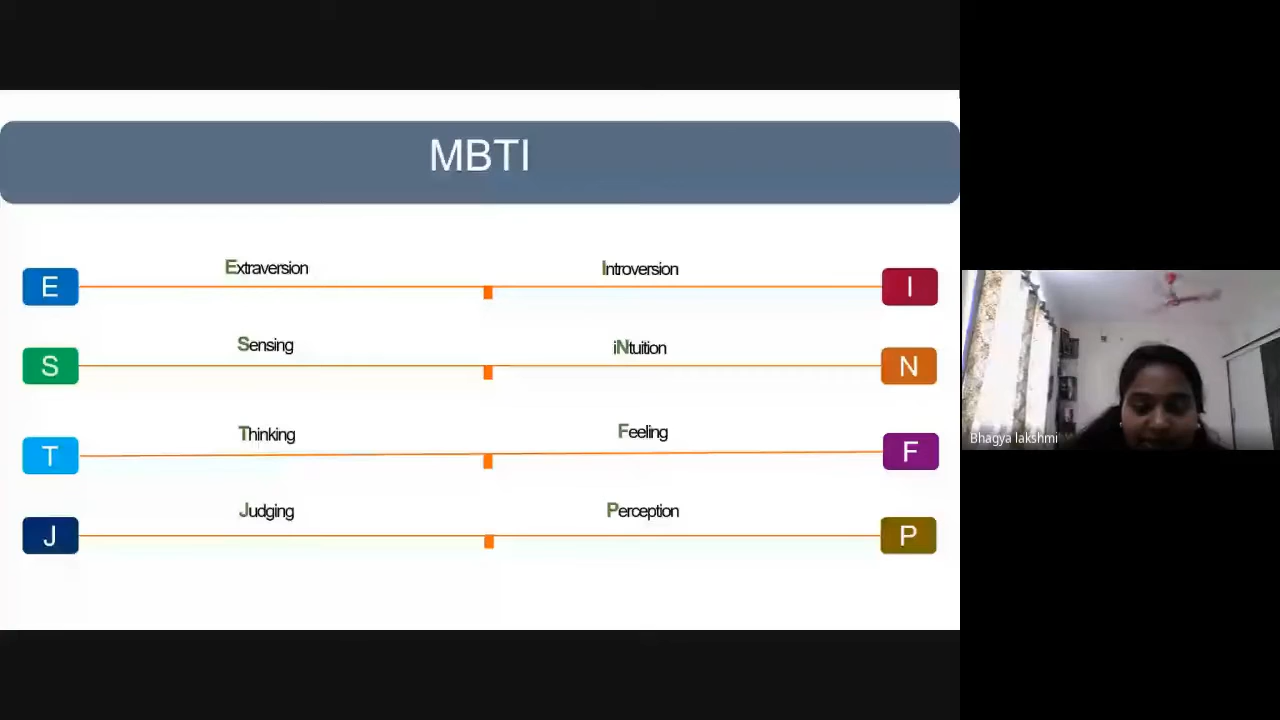 MBTI
Extraversion Introversion
E I
Sensing iNtuition
S N
Thinking Feeling
T F
Judging Perception
J P
Bhagya lakshmi